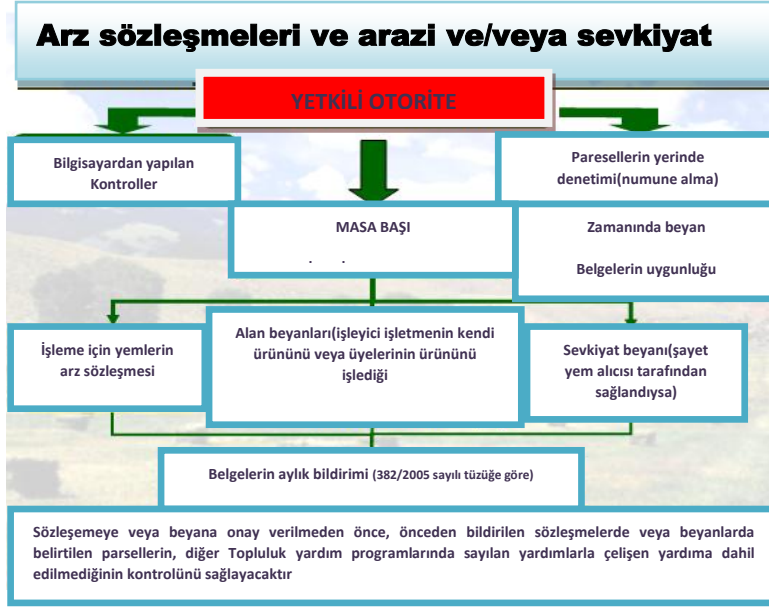 Arz sözleşmeleri ve arazi ve/veya sevkiyat
YETKİLİ OTORİTE
Bilgisayardan yapılan
Kontroller
Paresellerin yerinde
denetimi(numune alma)
MASA BAŞI
Zamanında beyan
Belgelerin uygunluğu
İşleme için yemlerin
arz sözleşmesi
Alan beyanları(işleyici işletmenin kendi
ürününü veya üyelerinin ürününü
işlediği
Sevkiyat beyanı(şayet
yem alıcısı tarafından
sağlandıysa)
Belgelerin aylık bildirimi (382/2005 sayılı tüzüğe göre)
Sözleşemeye veya beyana onay verilmeden önce, önceden bildirilen sözleşmelerde veya beyanlarda
belirtilen parsellerin, diğer Topluluk yardım programlarında sayılan yardımlarla çelişen yardıma dahil
edilmediğinin kontrolünü sağlayacaktır